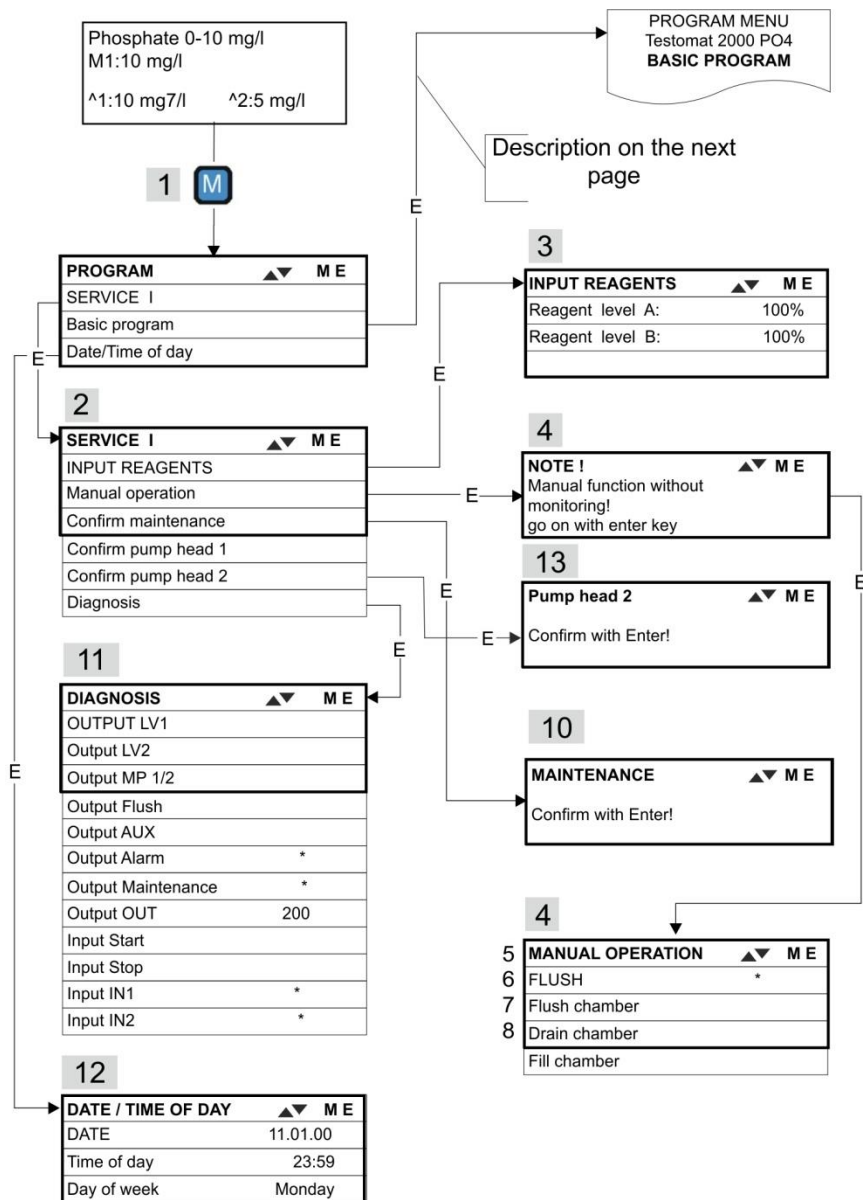 Phosphate 0-10 mg/l
M1:10 mg/l
^1:10 mg7/l ^2:5 mg/l
PROGRAM MENU
Testomat 2000 PO4
BASIC PROGRAM
Description on the next
page
1 M
E
PROGRAM M E
SERVICE I
Basic program
Date/Time of day
E
3
INPUT REAGENTS M E
Reagent level A: 100%
Reagent level B: 100%
E
2
SERVICE I M E
INPUT REAGENTS
Manual operation
Confirm maintenance
Confirm pump head 1
Confirm pump head 2
Diagnosis
E
4
NOTE ! M E
Manual function without
monitoring!
go on with enter key
E
E
13
Pump head 2 M E
Confirm with Enter!
E
E
11
DIAGNOSIS M E
OUTPUT LV1
Output LV2
Output MP 1/2
Output Flush
Output AUX
Output Alarm *
Output Maintenance *
Output OUT 200
Input Start
Input Stop
Input IN1 *
Input IN2 *
E
10
MAINTENANCE M E
Confirm with Enter!
4
5 MANUAL OPERATION M E
6 FLUSH *
7 Flush chamber
8 Drain chamber
Fill chamber
12
DATE / TIME OF DAY M E
DATE 11.01.00
Time of day 23:59
Day of week Monday